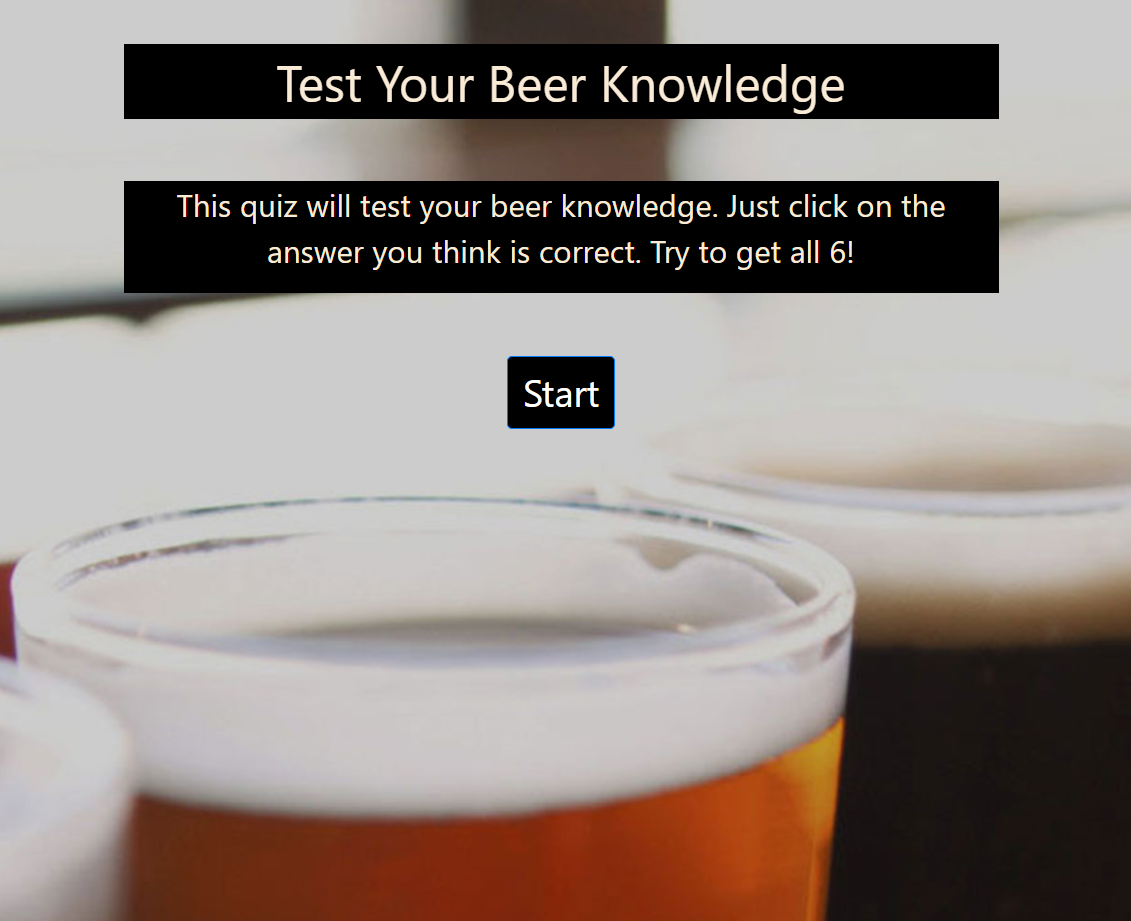 Test Your Beer Knowledge
This quiz will test your beer knowledge. Just click on the
answer you think is correct. Try to get all 6!
Start